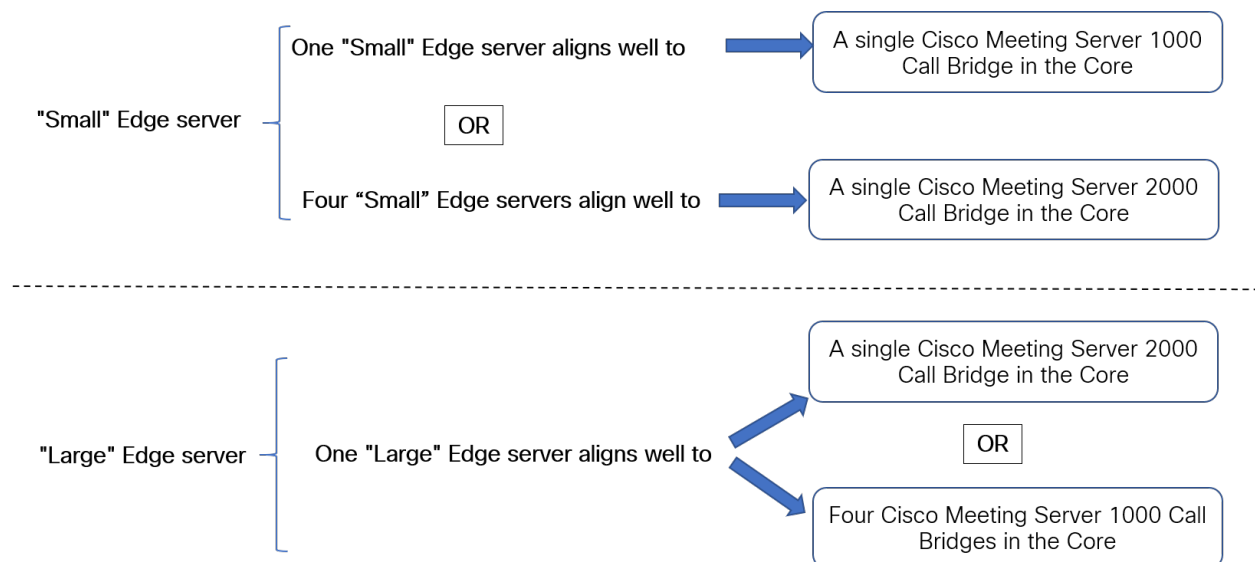 One "Small" Edge server aligns well to
A single Cisco Meeting Server 1000
Call Bridge in the Core
"Small" Edge server
OR
Four “Small” Edge servers align well to
A single Cisco Meeting Server 2000
Call Bridge in the Core
"Large" Edge server
One "Large" Edge server aligns well to
A single Cisco Meeting Server 2000
Call Bridge in the Core
OR
Four Cisco Meeting Server 1000 Call
Bridges in the Core